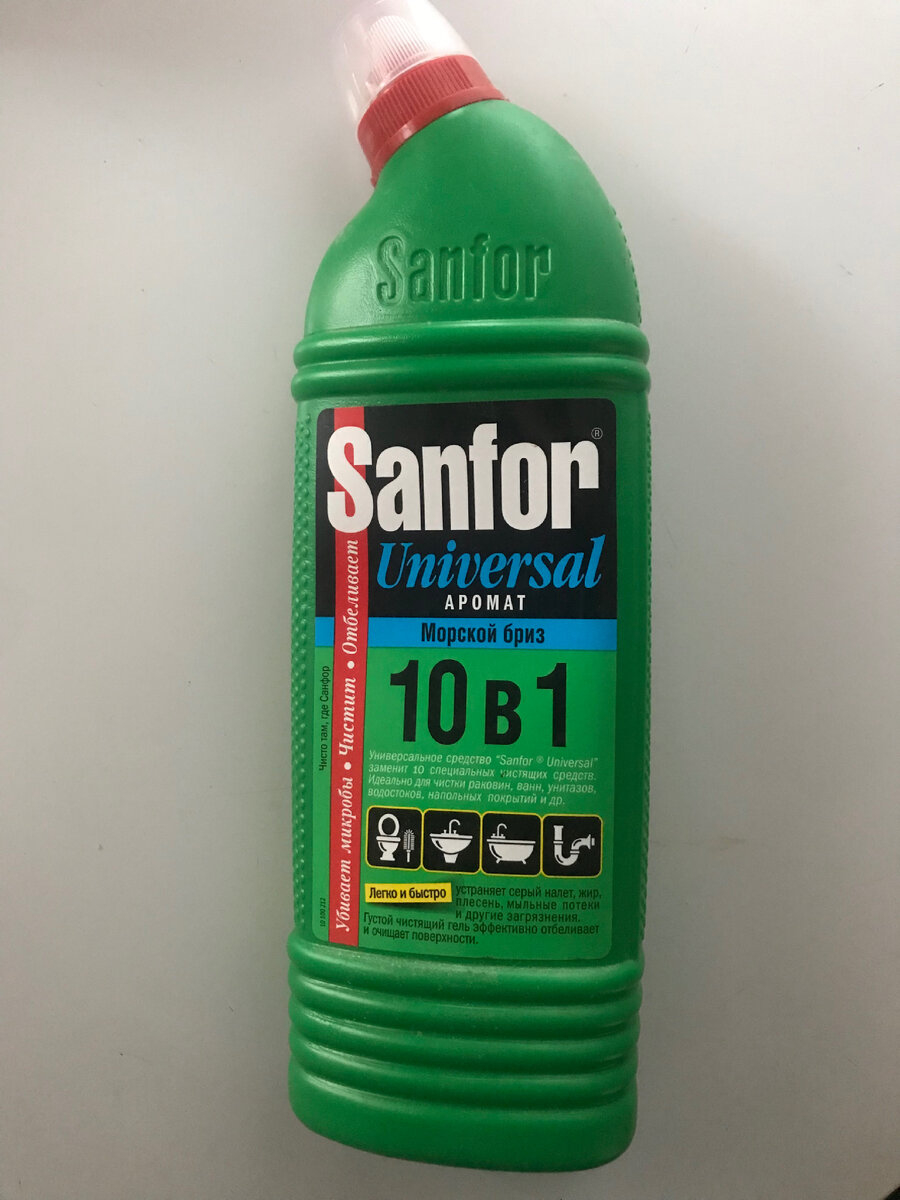 Sanfor
Sanfor®
Universal
АРОМАТ
Морской бриз
10 в 1
Универсальное средство "Sanfor ® Universal"
заменит 10 специальных чистящих средств.
Идеально для чистки раковин, ванн, унитазов,
водостоков, напольных покрытий и др.
Легко и быстро устраняет серый налет, жир,
плесень, мыльные потеки
и другие загрязнения.
Густой чистящий гель эффективно отбеливает
и очищает поверхности.
Убивает микробы • Чистит • Отбеливает
Чисто там, где Санфор